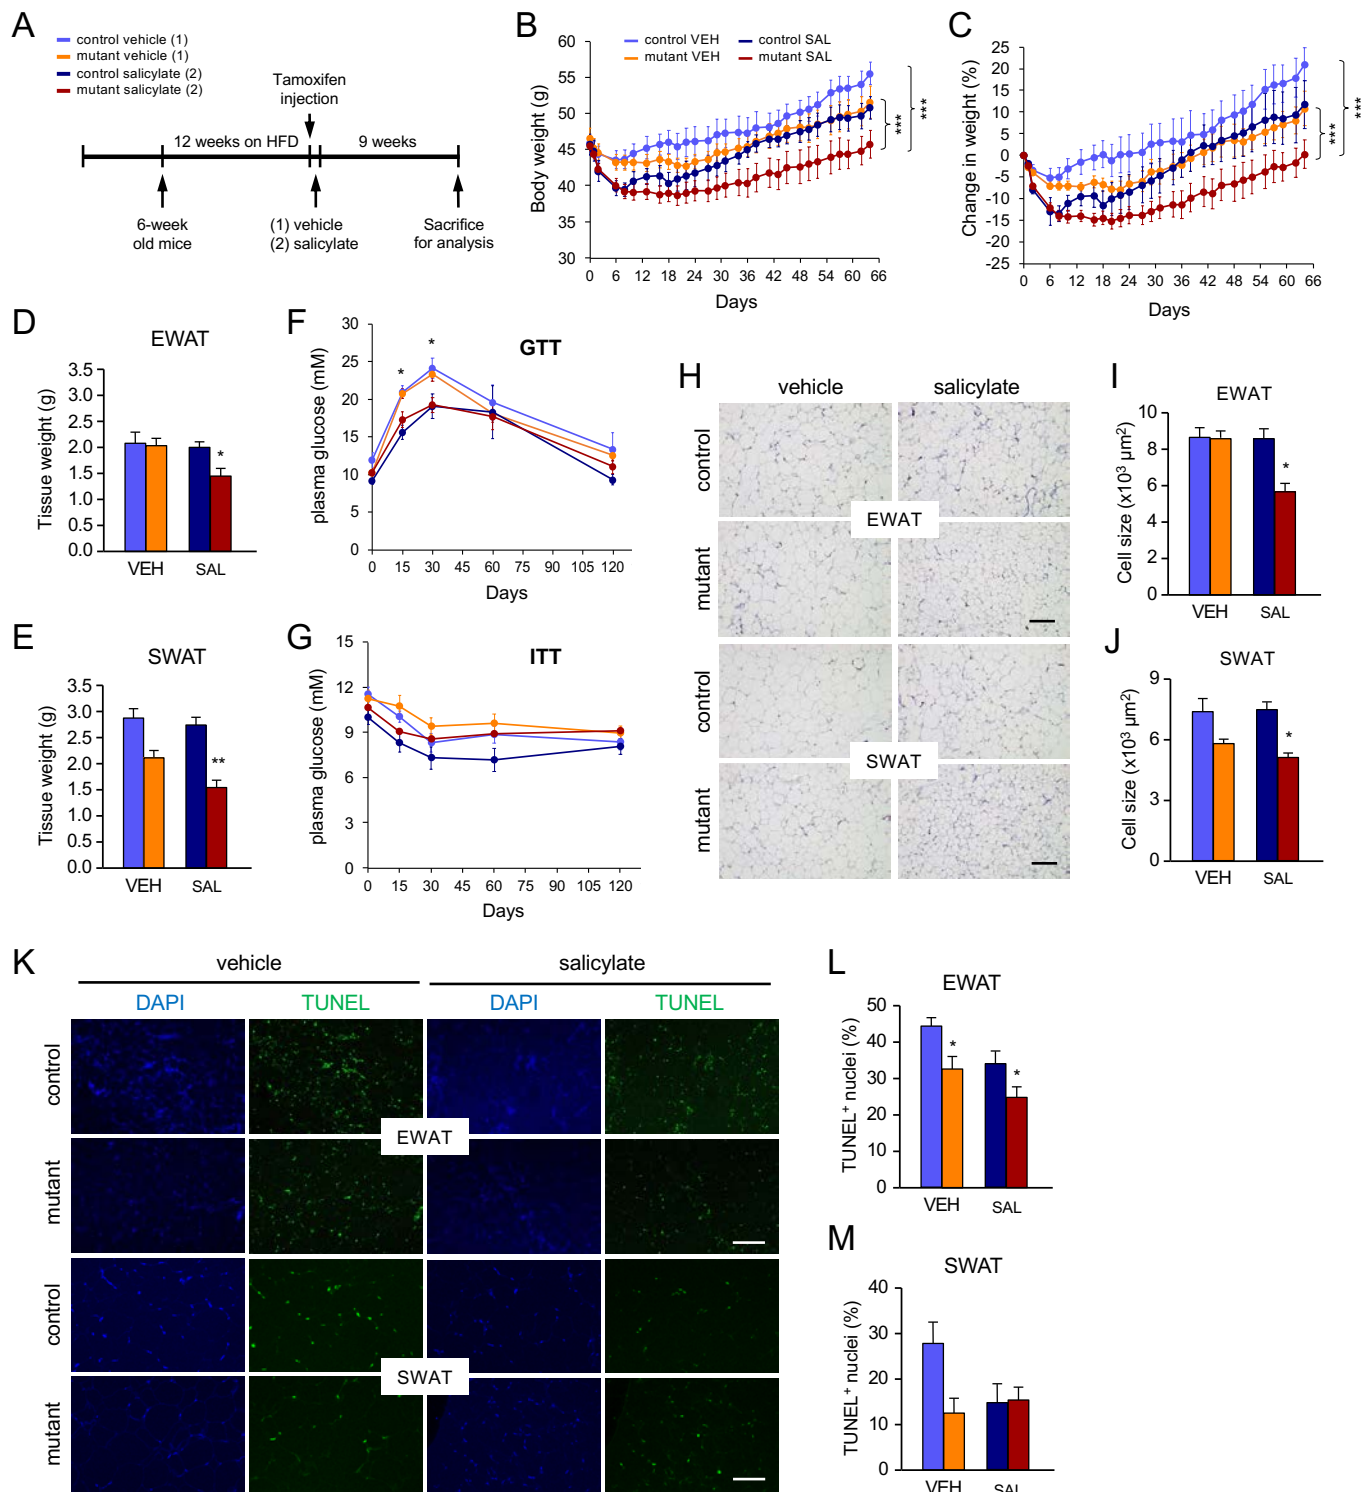 A
control vehicle (1)
mutant vehicle (1)
control salicylate (2)
mutant salicylate (2)
Tamoxifen
injection
12 weeks on HFD
9 weeks
6-week
old mice
(1) vehicle
(2) salicylate
Sacrifice
for analysis
B
control VEH
control SAL
mutant VEH
mutant SAL
Body weight (g)
60
55
50
45
40
35
30
0 6 12 18 24 30 36 42 48 54 60 66
Days
***
***
C
Change in weight (%)
25
20
15
10
5
0
-5
-10
-15
-20
-25
0 6 12 18 24 30 36 42 48 54 60 66
Days
***
***
D
EWAT
Tissue weight (g)
3.5
3.0
2.5
2.0
1.5
1.0
0.5
0.0
*
VEH SAL
E
SWAT
Tissue weight (g)
3.5
3.0
2.5
2.0
1.5
1.0
0.5
0.0
**
VEH SAL
F
GTT
plasma glucose (mM)
30
25
20
15
10
5
0
* *
0 15 30 45 60 75 90 105 120
Days
G
ITT
plasma glucose (mM)
15
12
9
6
3
0
0 15 30 45 60 75 90 105 120
Days
H
vehicle salicylate
control
EWAT
mutant
control
SWAT
mutant
I
EWAT
Cell size (x10³ µm²)
10
8
6
4
2
0
*
VEH SAL
J
SWAT
Cell size (x10³ µm²)
9
6
3
0
*
VEH SAL
K
vehicle salicylate
DAPI TUNEL DAPI TUNEL
control
EWAT
mutant
control
SWAT
mutant
L
EWAT
TUNEL⁺ nuclei (%)
50
40
30
20
10
0
* *
VEH SAL
M
SWAT
TUNEL⁺ nuclei (%)
40
30
20
10
0
VEH SAL